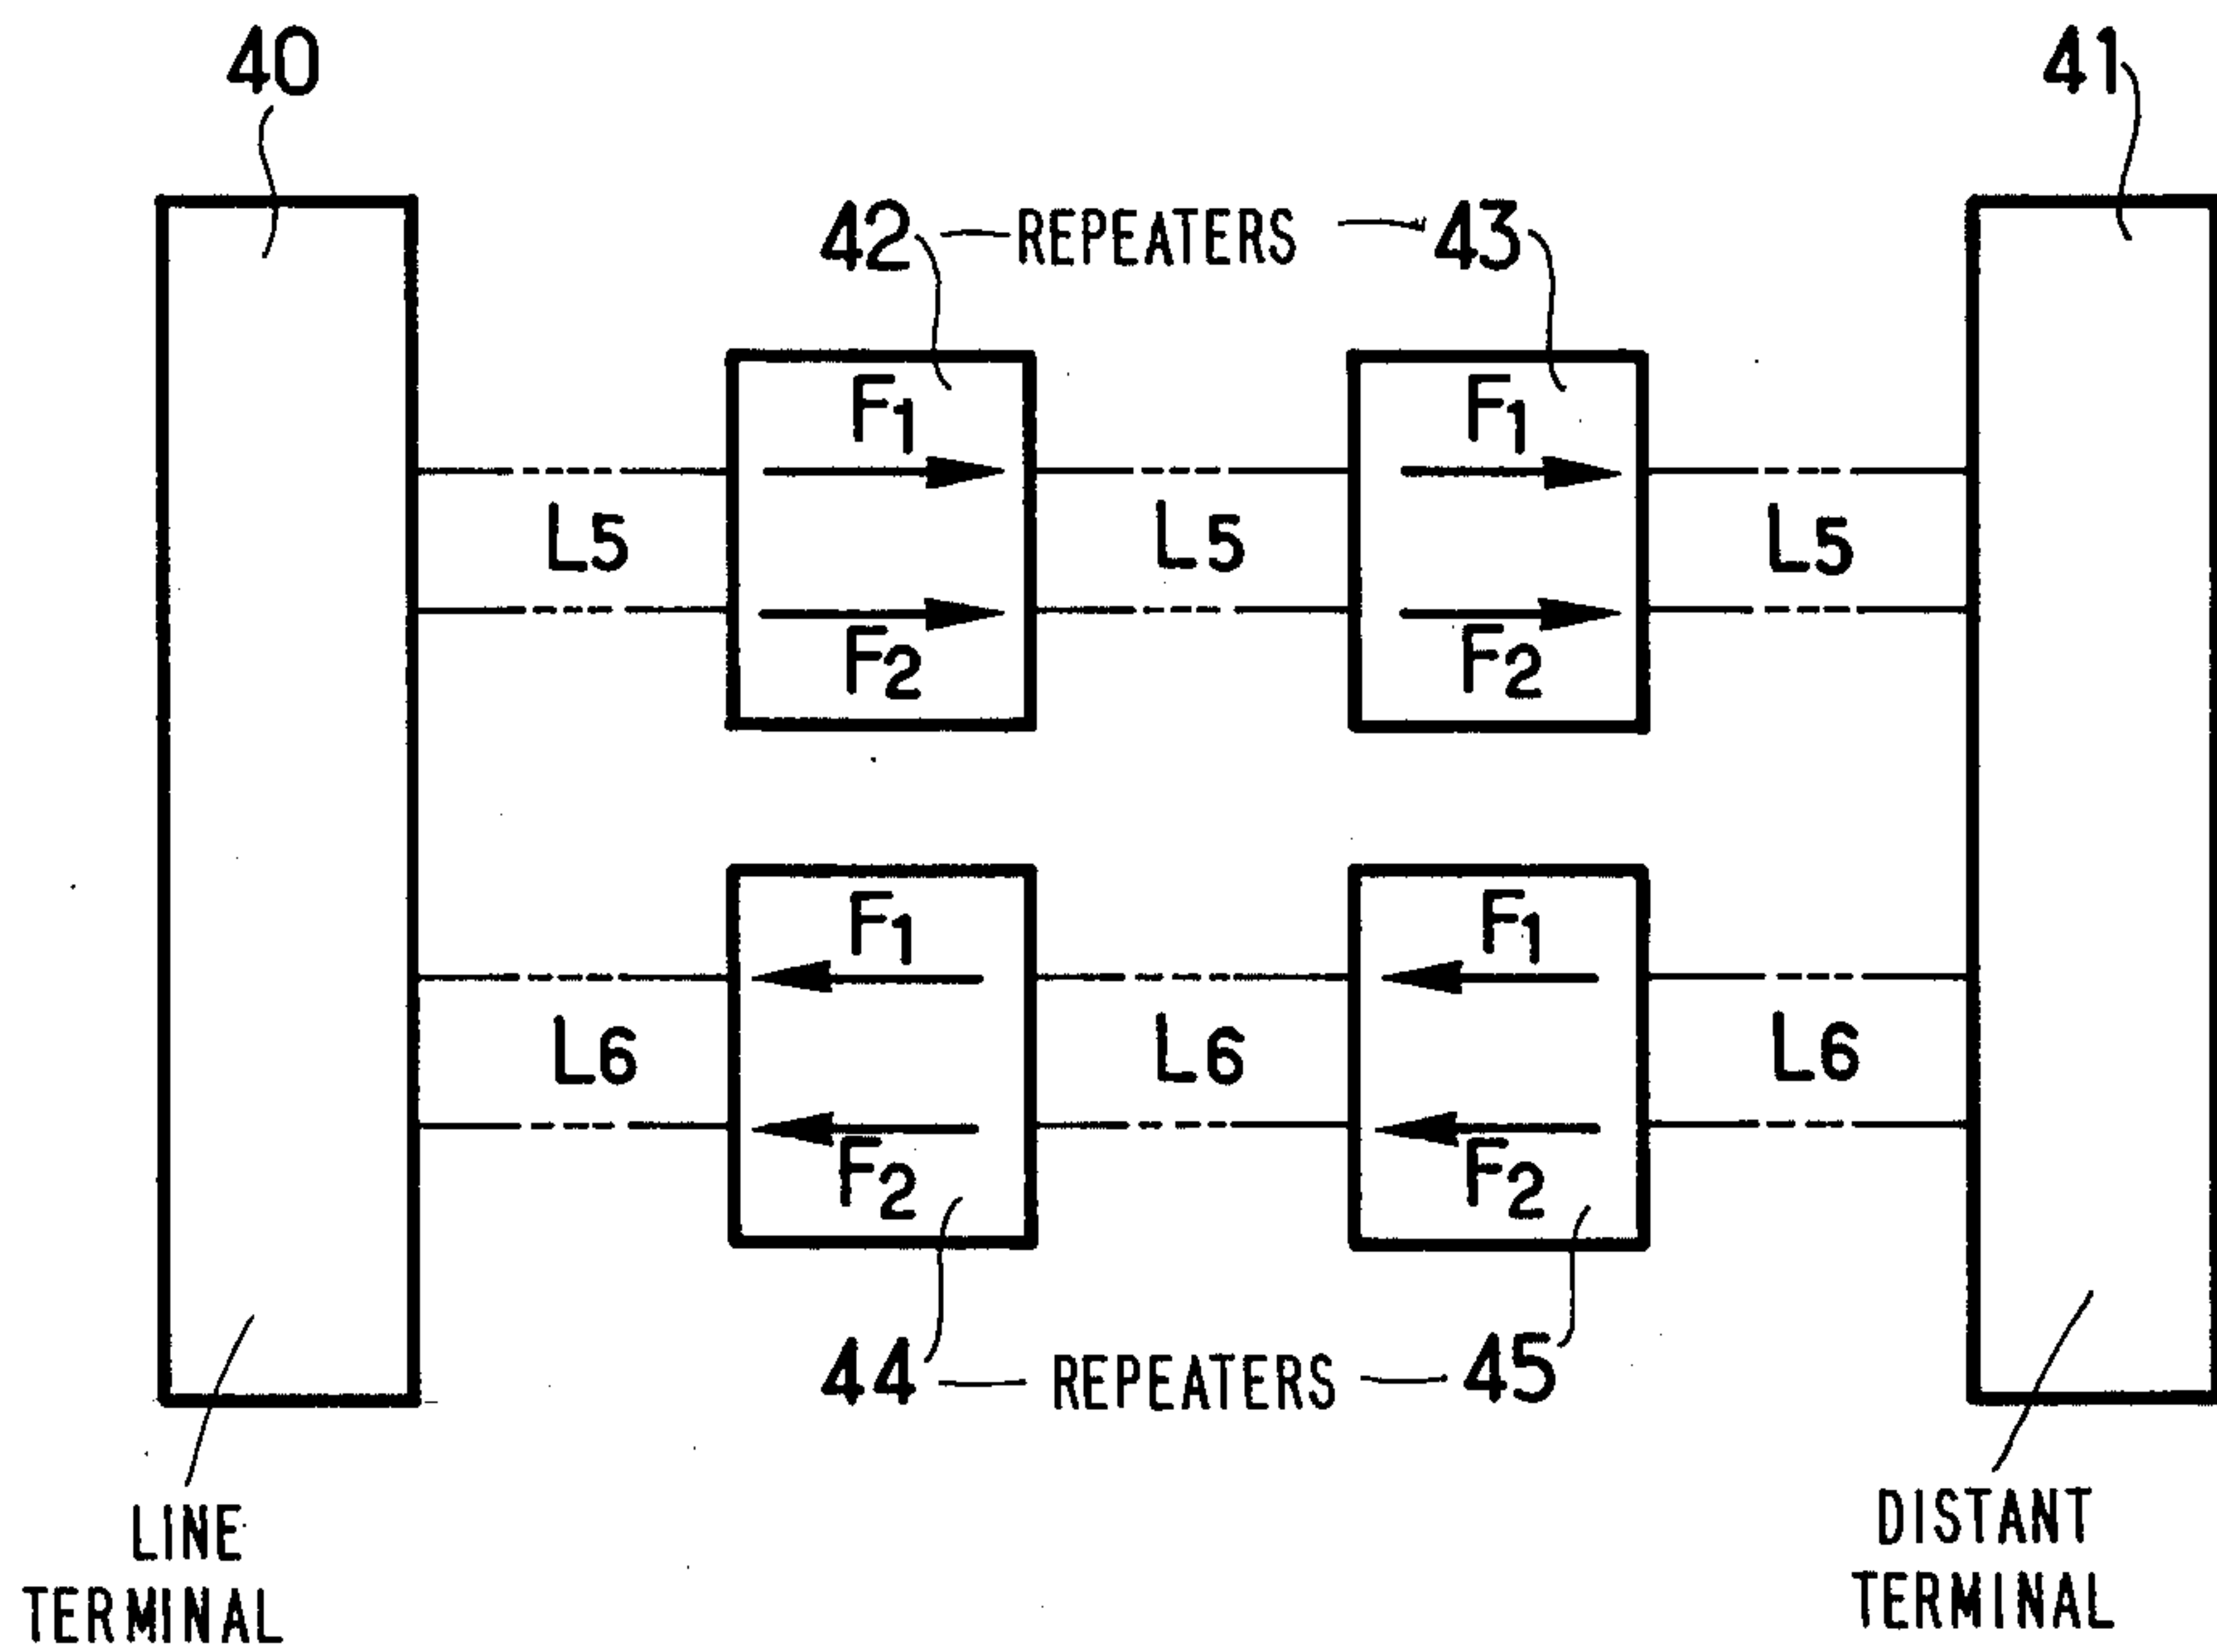 40
41
42 REPEATERS 43
F1 F1
L5 L5 L5
F2 F2
F1 F1
L6 L6 L6
F2 F2
44 REPEATERS 45
LINE
TERMINAL
DISTANT
TERMINAL